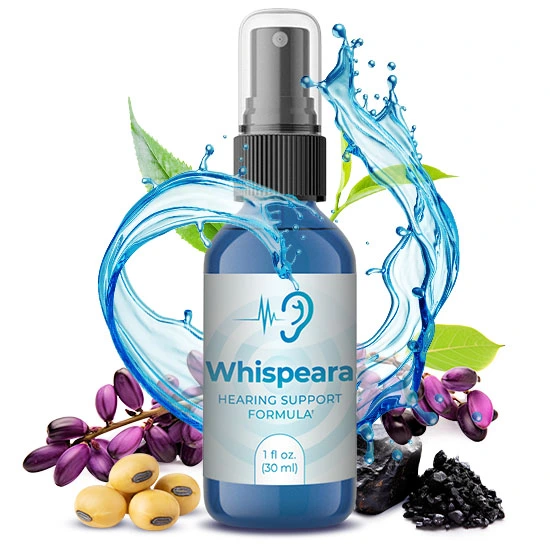 Whispeara
HEARING SUPPORT
FORMULA†
1 fl oz.
(30 ml)